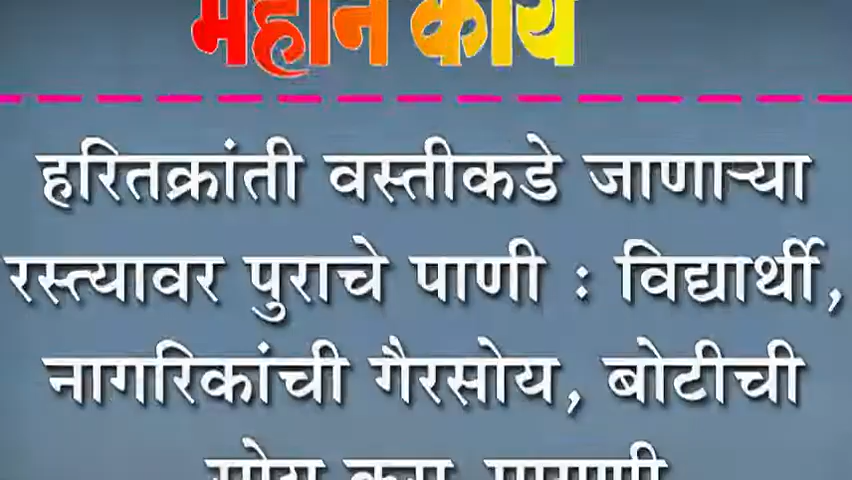 महान कार्य
हरितक्रांती वस्तीकडे जाणाऱ्या
रस्त्यावर पुराचे पाणी : विद्यार्थी,
नागरिकांची गैरसोय, बोटीची